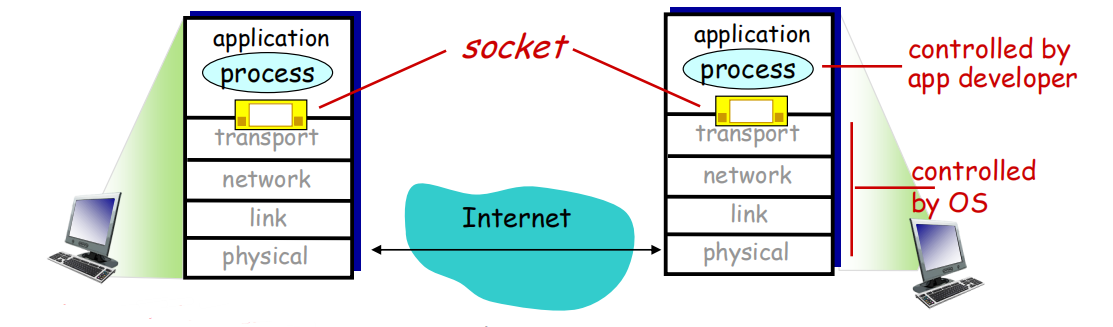 application
process
transport
network
link
physical
socket
Internet
application
process
transport
network
link
physical
controlled by
app developer
controlled
by OS